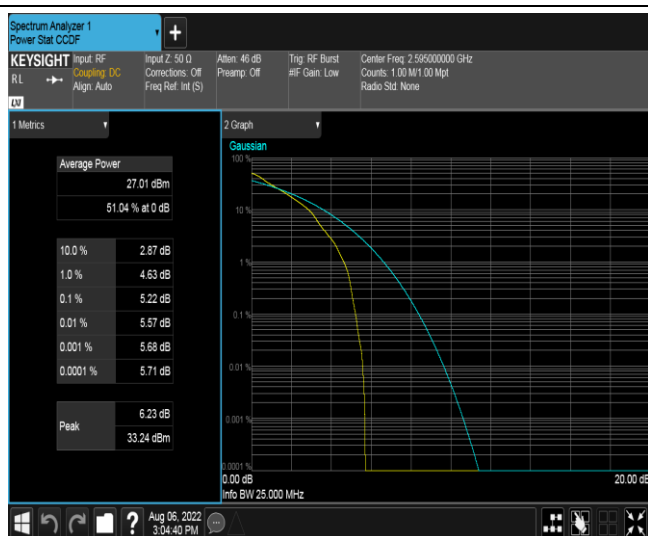 Spectrum Analyzer 1
Power Stat CCDF
KEYSIGHT
RL
LXI
Input: RF
Coupling: DC
Align: Auto
Input Z: 50 Ω
Corrections: Off
Freq Ref: Int (S)
Atten: 46 dB
Preamp: Off
Trig: RF Burst
#IF Gain: Low
Center Freq: 2.595000000 GHz
Counts: 1.00 M/1.00 Mpt
Radio Std: None
1 Metrics
Average Power
27.01 dBm
51.04 % at 0 dB
10.0 % 2.87 dB
1.0 % 4.63 dB
0.1 % 5.22 dB
0.01 % 5.57 dB
0.001 % 5.68 dB
0.0001 % 5.71 dB
Peak
6.23 dB
33.24 dBm
2 Graph
Gaussian
100 %
10 %
1 %
0.1 %
0.01 %
0.001 %
0.0001 %
0.00 dB
20.00 dB
Info BW 25.000 MHz
?
Aug 06, 2022
3:04:40 PM